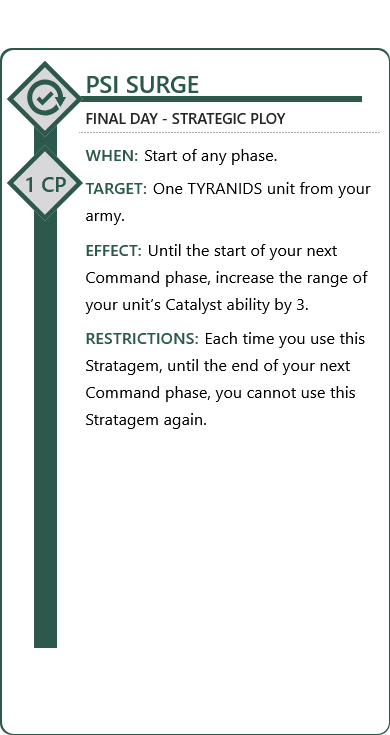 PSI SURGE
FINAL DAY - STRATEGIC PLOY
WHEN: Start of any phase.
1 CP
TARGET: One TYRANIDS unit from your
army.
EFFECT: Until the start of your next
Command phase, increase the range of
your unit’s Catalyst ability by 3.
RESTRICTIONS: Each time you use this
Stratagem, until the end of your next
Command phase, you cannot use this
Stratagem again.